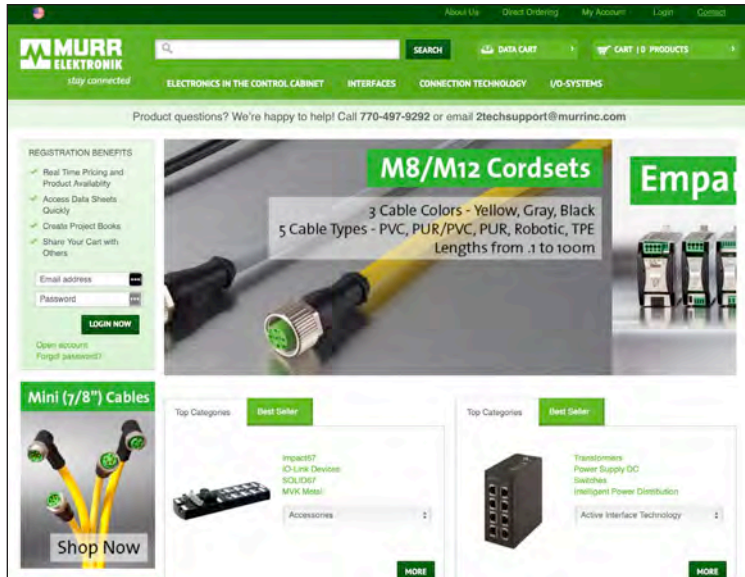 About Us Direct Ordering My Account Login Contact
MURR
ELEKTRONIK
stay connected
SEARCH
DATA CART
CART | 0 PRODUCTS
ELECTRONICS IN THE CONTROL CABINET INTERFACES CONNECTION TECHNOLOGY I/O-SYSTEMS
Product questions? We're happy to help! Call 770-497-9292 or email 2techsupport@murrinc.com
REGISTRATION BENEFITS
Real Time Pricing and
Product Availability
Access Data Sheets
Quickly
Create Project Books
Share Your Cart with
Others
Email address
Password
LOGIN NOW
Open account
Forgot password?
M8/M12 Cordsets
3 Cable Colors - Yellow, Gray, Black
5 Cable Types - PVC, PUR/PVC, PUR, Robotic, TPE
Lengths from .1 to 100m
Empa
Mini (7/8") Cables
Shop Now
Top Categories Best Seller
Impact67
IO-Link Devices
SOLID67
MVK Metal
Accessories
MORE
Top Categories Best Seller
Transformers
Power Supply DC
Switches
Intelligent Power Distribution
Active Interface Technology
MORE